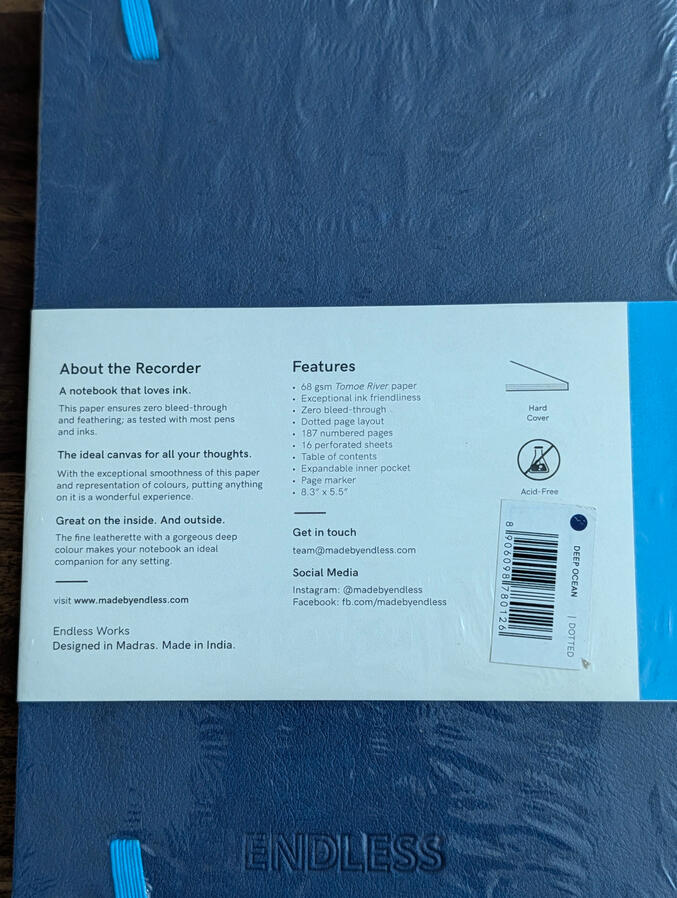 About the Recorder
A notebook that loves ink.
This paper ensures zero bleed-through
and feathering; as tested with most pens
and inks.
The ideal canvas for all your thoughts.
With the exceptional smoothness of this paper
and representation of colours, putting anything
on it is a wonderful experience.
Great on the inside. And outside.
The fine leatherette with a gorgeous deep
colour makes your notebook an ideal
companion for any setting.
visit www.madebyendless.com
Endless Works
Designed in Madras. Made in India.
Features
• 68 gsm Tomoe River paper
• Exceptional ink friendliness
• Zero bleed-through
• Dotted page layout
• 187 numbered pages
• 16 perforated sheets
• Table of contents
• Expandable inner pocket
• Page marker
• 8.3" x 5.5"
Get in touch
team@madebyendless.com
Social Media
Instagram: @madebyendless
Facebook: fb.com/madebyendless
Hard
Cover
Acid-Free
DEEP OCEAN | DOTTED
8 906098 780126
ENDLESS